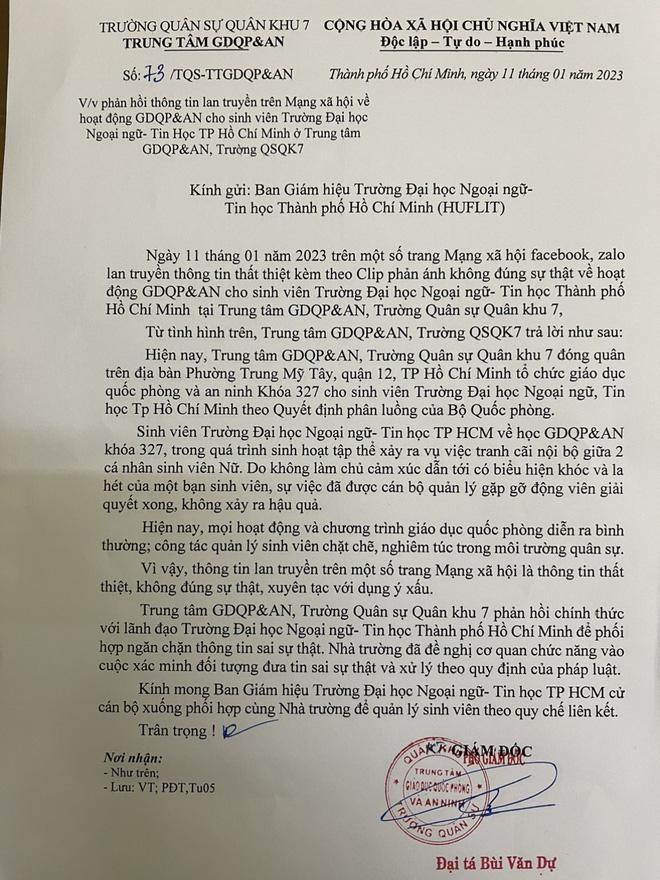 TRƯỜNG QUÂN SỰ QUÂN KHU 7
TRUNG TÂM GDQP&AN
CỘNG HÒA XÃ HỘI CHỦ NGHĨA VIỆT NAM
Độc lập – Tự do – Hạnh phúc
Số: 73 /TQS-TTGDQP&AN
Thành phố Hồ Chí Minh, ngày 11 tháng 01 năm 2023
V/v phản hồi thông tin lan truyền trên Mạng xã hội về
hoạt động GDQP&AN cho sinh viên Trường Đại học
Ngoại ngữ- Tin Học TP Hồ Chí Minh ở Trung tâm
GDQP&AN, Trường QSQK7
Kính gửi: Ban Giám hiệu Trường Đại học Ngoại ngữ-
Tin học Thành phố Hồ Chí Minh (HUFLIT)
Ngày 11 tháng 01 năm 2023 trên một số trang Mạng xã hội facebook, zalo
lan truyền thông tin thất thiệt kèm theo Clip phản ánh không đúng sự thật về hoạt
động GDQP&AN cho sinh viên Trường Đại học Ngoại ngữ- Tin học Thành phố
Hồ Chí Minh tại Trung tâm GDQP&AN, Trường Quân sự Quân khu 7,
Từ tình hình trên, Trung tâm GDQP&AN, Trường QSQK7 trả lời như sau:
Hiện nay, Trung tâm GDQP&AN, Trường Quân sự Quân khu 7 đóng quân
trên địa bàn Phường Trung Mỹ Tây, quận 12, TP Hồ Chí Minh tổ chức giáo dục
quốc phòng và an ninh Khóa 327 cho sinh viên Trường Đại học Ngoại ngữ, Tin
học Tp Hồ Chí Minh theo Quyết định phân luồng của Bộ Quốc phòng.
Sinh viên Trường Đại học Ngoại ngữ- Tin học TP HCM về học GDQP&AN
khóa 327, trong quá trình sinh hoạt tập thể xảy ra vụ việc tranh cãi nội bộ giữa 2
cá nhân sinh viên Nữ. Do không làm chủ cảm xúc dẫn tới có biểu hiện khóc và la
hét của một bạn sinh viên, sự việc đã được cán bộ quản lý gặp gỡ động viên giải
quyết xong, không xảy ra hậu quả.
Hiện nay, mọi hoạt động và chương trình giáo dục quốc phòng diễn ra bình
thường; công tác quản lý sinh viên chặt chẽ, nghiêm túc trong môi trường quân sự.
Vì vậy, thông tin lan truyền trên một số trang Mạng xã hội là thông tin thất
thiệt, không đúng sự thật, xuyên tạc với dụng ý xấu.
Trung tâm GDQP&AN, Trường Quân sự Quân khu 7 phản hồi chính thức
với lãnh đạo Trường Đại học Ngoại ngữ- Tin học Thành phố Hồ Chí Minh để phối
hợp ngăn chặn thông tin sai sự thật. Nhà trường đã đề nghị cơ quan chức năng vào
cuộc xác minh đối tượng đưa tin sai sự thật và xử lý theo quy định của pháp luật.
Kính mong Ban Giám hiệu Trường Đại học Ngoại ngữ- Tin học TP HCM cử
cán bộ xuống phối hợp cùng Nhà trường để quản lý sinh viên theo quy chế liên kết.
Trân trọng !
Nơi nhận:
- Như trên;
- Lưu: VT; PĐT,Tu05
GIÁM ĐỐC
PHÓ GIÁM ĐỐC
QUÂN KHU
TRUNG TÂM
GIÁO DỤC QUỐC PHÒNG
VÀ AN NINH
TRƯỜNG QUÂN SỰ
Đại tá Bùi Văn Dự